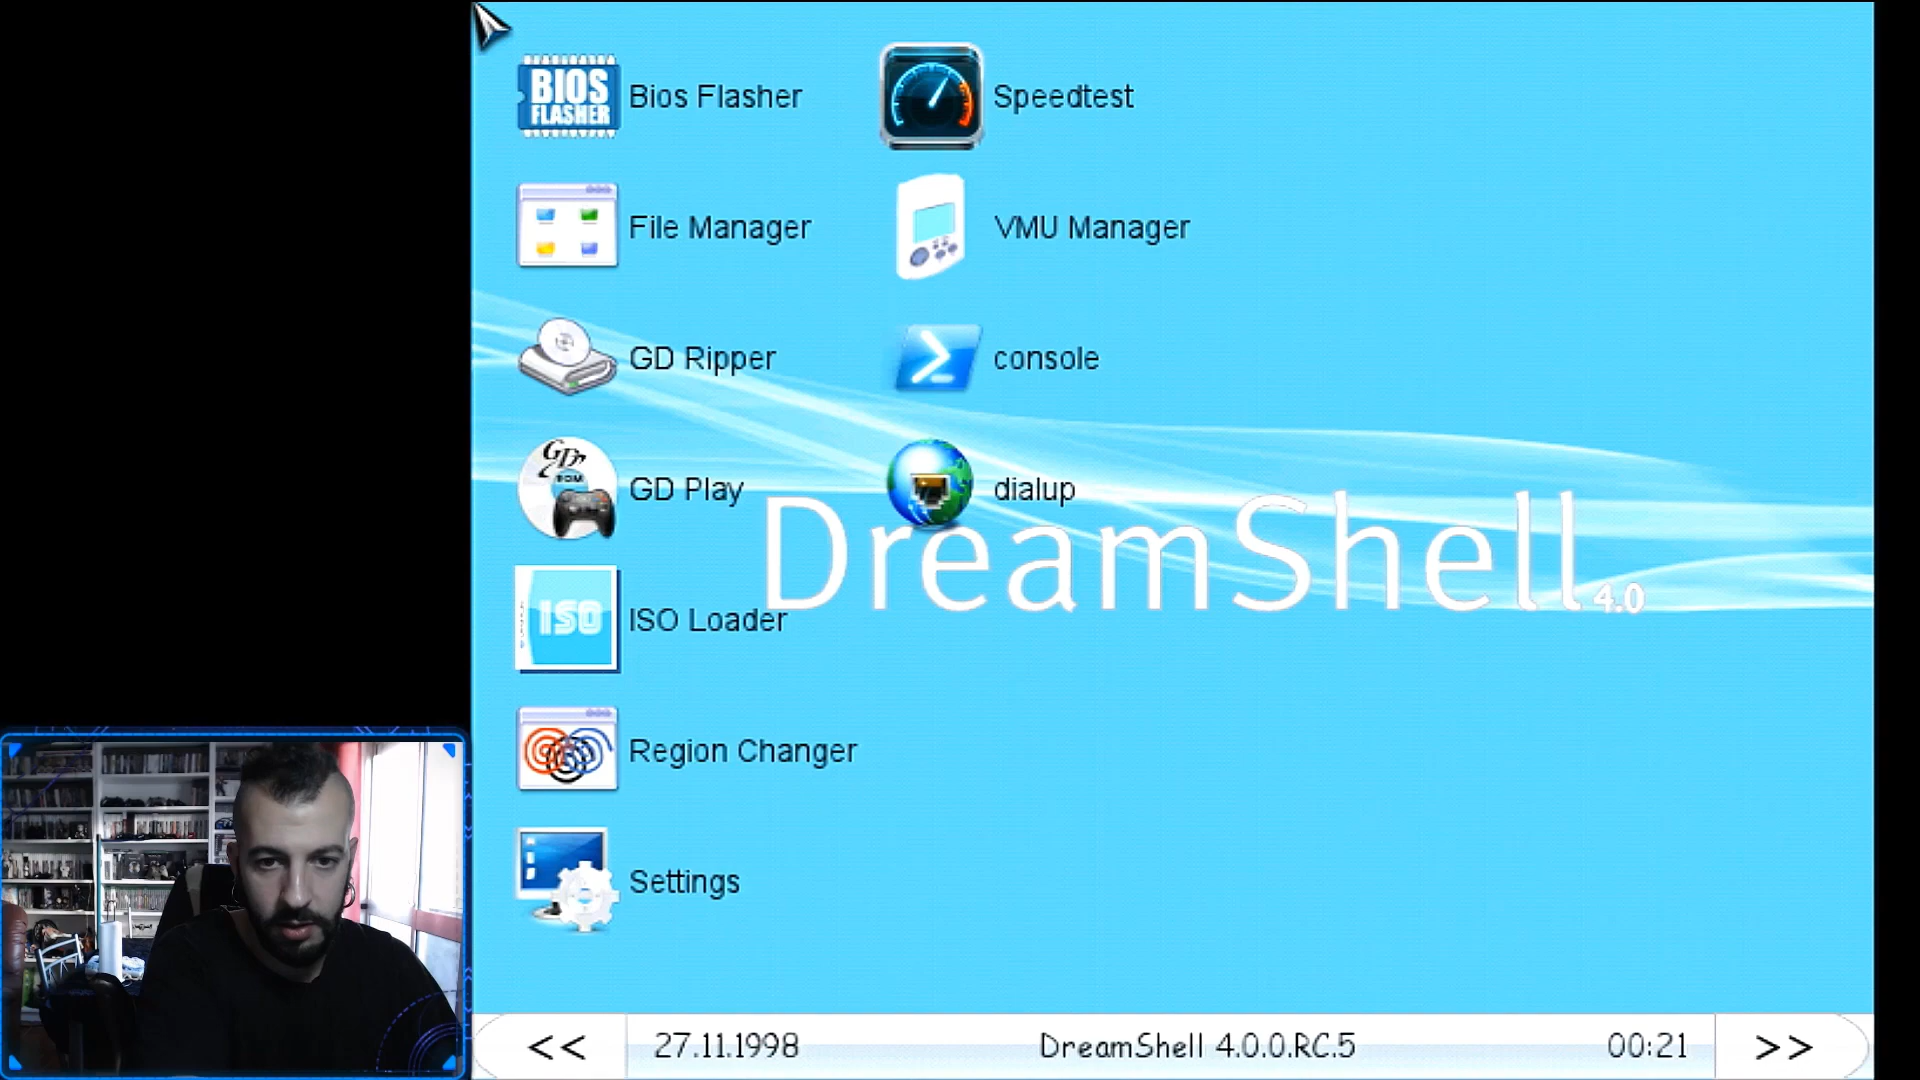 BIOS
FLASHER
Bios Flasher
Speedtest
File Manager
VMU Manager
GD Ripper
console
GD Play
dialup
DreamShell 4.0
ISO
ISO Loader
Region Changer
Settings
<< 27.11.1998 DreamShell 4.0.0.RC.5 00:21 >>